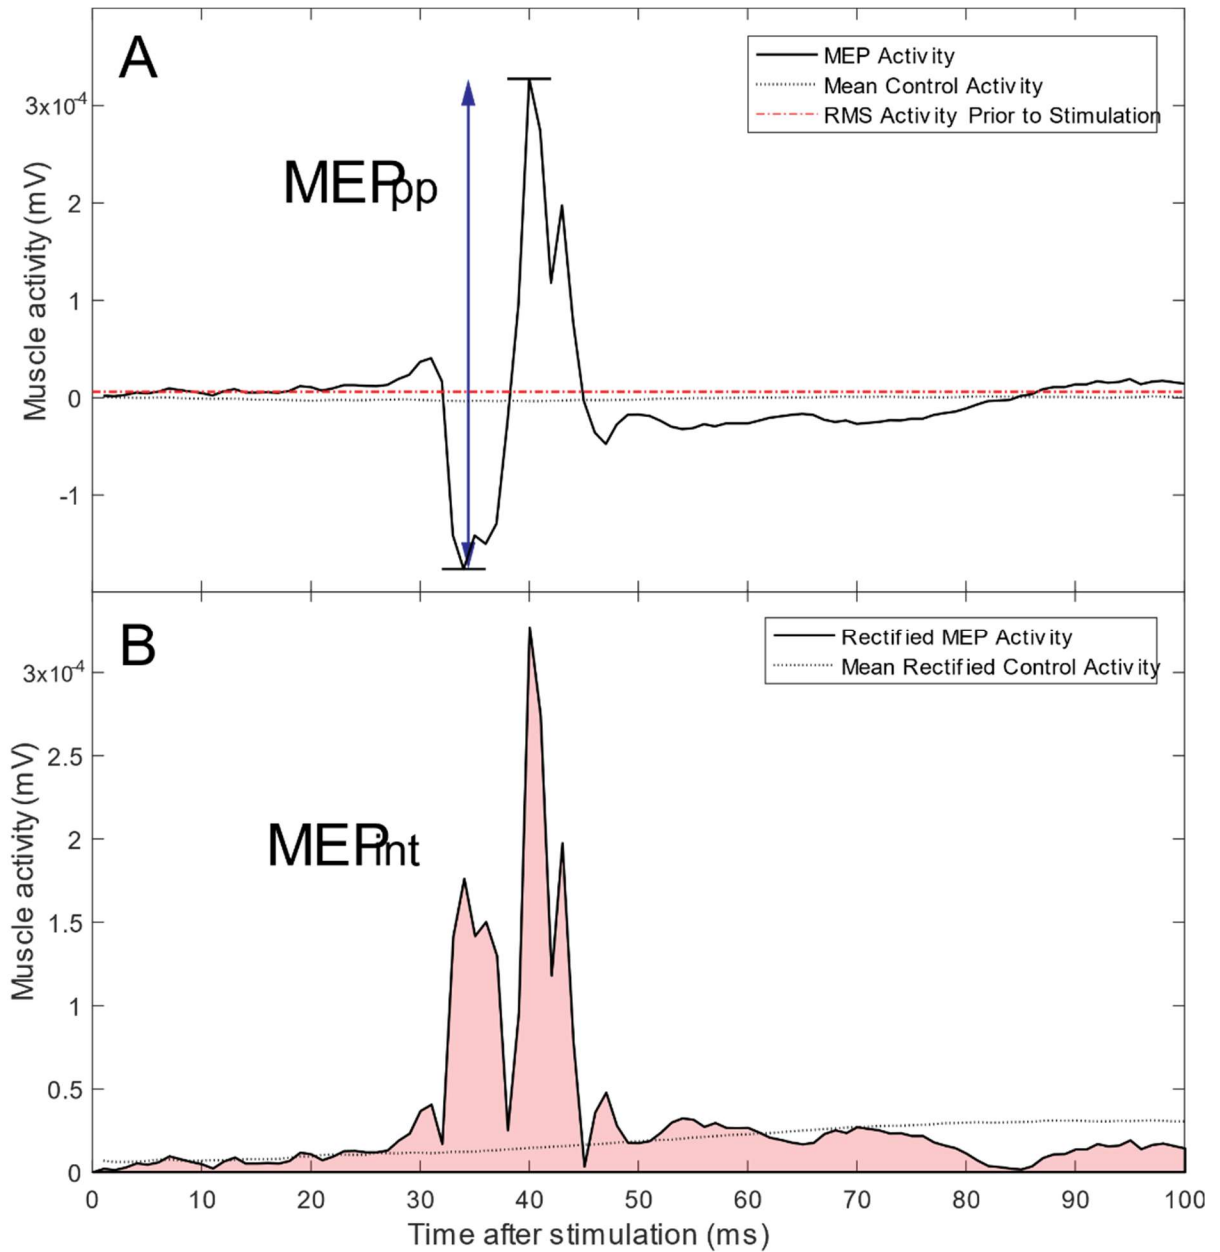 A
MEP Activity
Mean Control Activity
RMS Activity Prior to Stimulation
3x10-4
2
1
0
-1
Muscle activity (mV)
MEPpp
B
Rectified MEP Activity
Mean Rectified Control Activity
3x10-4
2.5
2
1.5
1
0.5
0
Muscle activity (mV)
MEPint
0 10 20 30 40 50 60 70 80 90 100
Time after stimulation (ms)